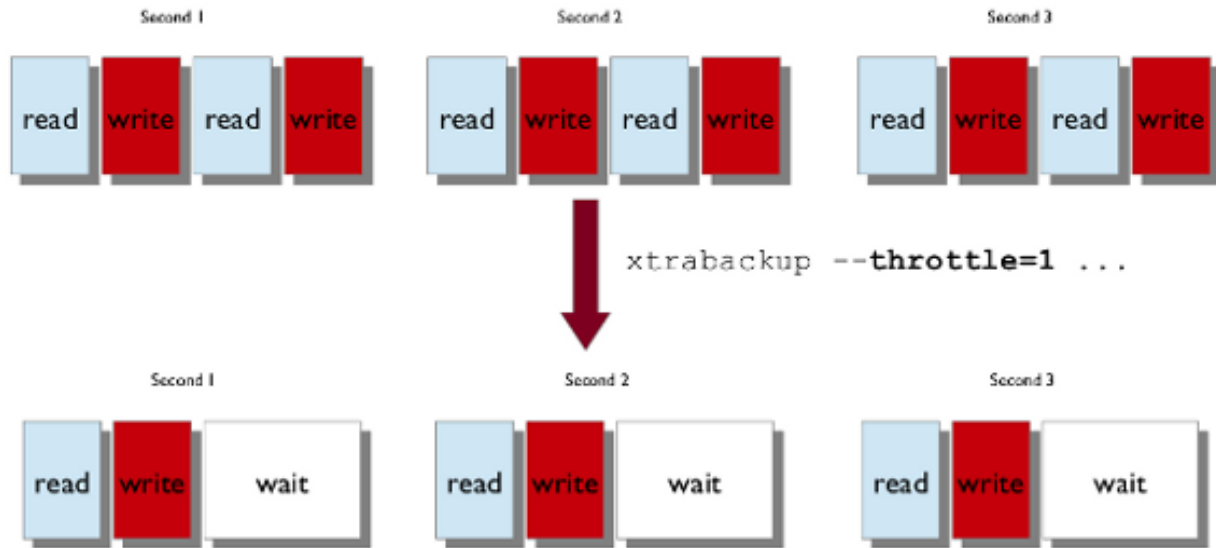 Second 1 Second 2 Second 3
read write read write read write read write read write read write
xtrabackup --throttle=1 ...
Second 1 Second 2 Second 3
read write wait read write wait read write wait